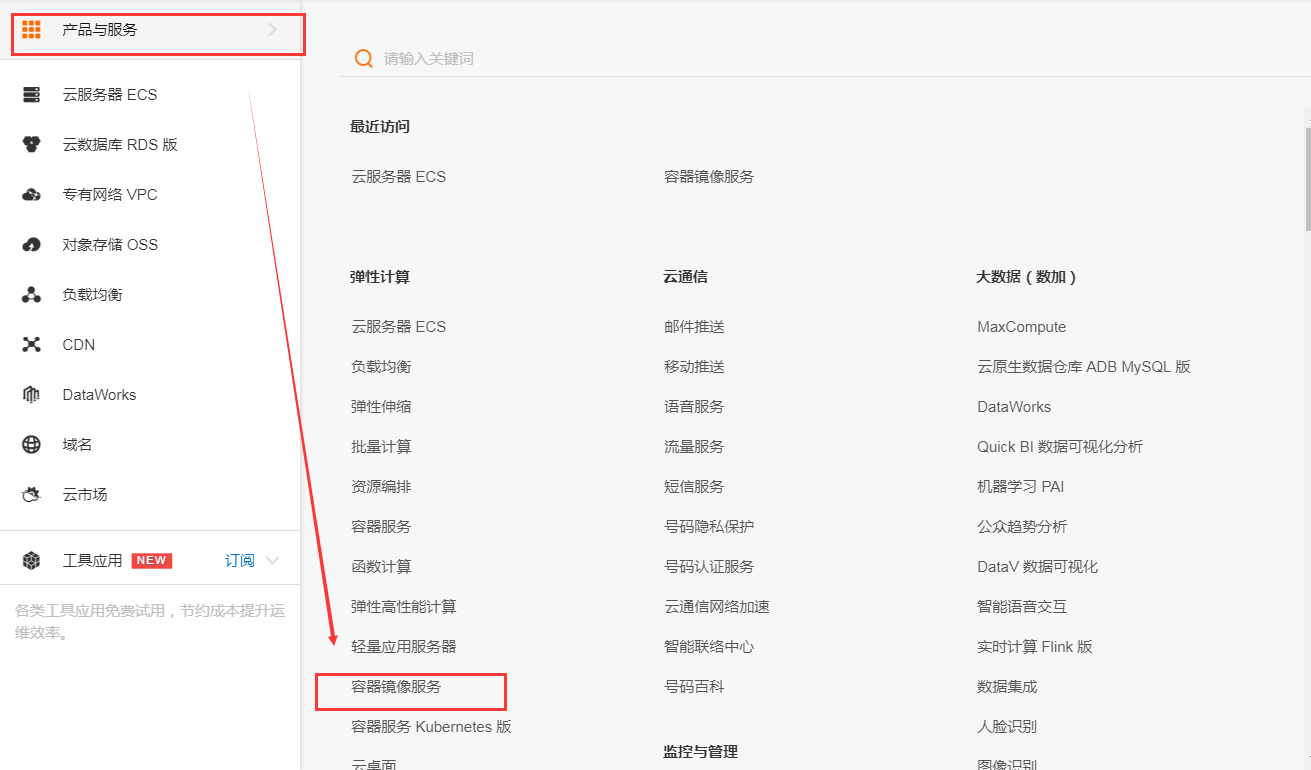 产品与服务
云服务器 ECS
云数据库 RDS 版
专有网络 VPC
对象存储 OSS
负载均衡
CDN
DataWorks
域名
云市场
工具应用 NEW 订阅
各类工具应用免费试用，节约成本提升运
维效率。
请输入关键词
最近访问
云服务器 ECS
容器镜像服务
弹性计算
云服务器 ECS
负载均衡
弹性伸缩
批量计算
资源编排
容器服务
函数计算
弹性高性能计算
轻量应用服务器
容器镜像服务
容器服务 Kubernetes 版
云桌面
云通信
邮件推送
移动推送
语音服务
流量服务
短信服务
号码隐私保护
号码认证服务
云通信网络加速
智能联络中心
号码百科
监控与管理
大数据 ( 数加 )
MaxCompute
云原生数据仓库 ADB MySQL 版
DataWorks
Quick BI 数据可视化分析
机器学习 PAI
公众趋势分析
DataV 数据可视化
智能语音交互
实时计算 Flink 版
数据集成
人脸识别
图像识别